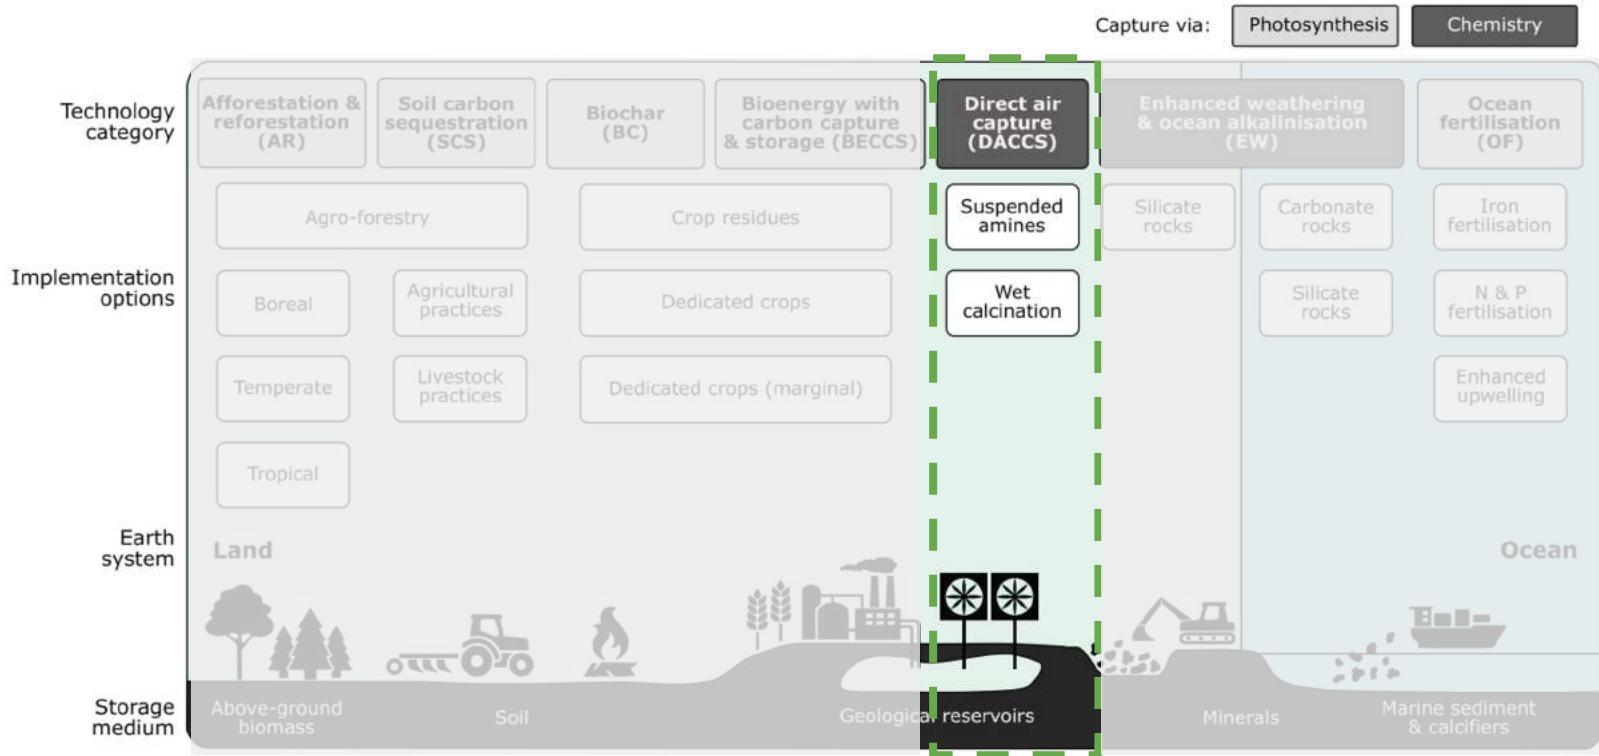 Capture via:
Photosynthesis
Chemistry
Technology
category
Afforestation &
reforestation
(AR)
Soil carbon
sequestration
(SCS)
Biochar
(BC)
Bioenergy with
carbon capture
& storage (BECCS)
Direct air
capture
(DACCS)
Enhanced weathering
& ocean alkalinisation
(EW)
Ocean
fertilisation
(OF)
Implementation
options
Agro-forestry
Crop residues
Suspended
amines
Silicate
rocks
Carbonate
rocks
Iron
fertilisation
Boreal
Agricultural
practices
Dedicated crops
Wet
calcination
Silicate
rocks
N & P
fertilisation
Temperate
Livestock
practices
Dedicated crops (marginal)
Enhanced
upwelling
Tropical
Earth
system
Land
Ocean
Storage
medium
Above-ground
biomass
Soil
Geological reservoirs
Minerals
Marine sediment
& calcifiers